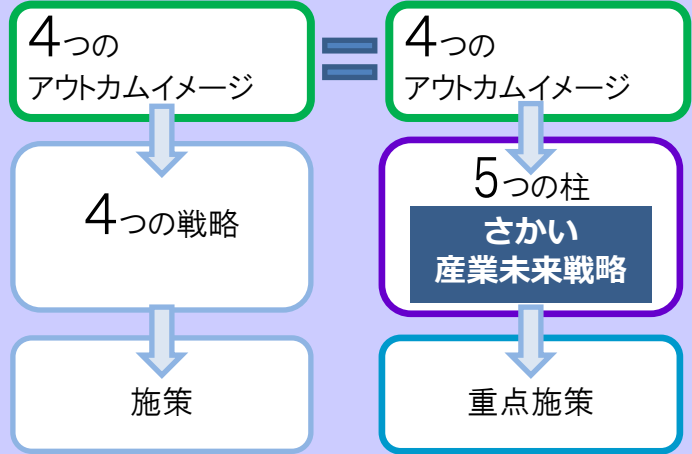 4つの
アウトカムイメージ
4つの
アウトカムイメージ
4つの戦略
5つの柱
さかい
産業未来戦略
施策
重点施策